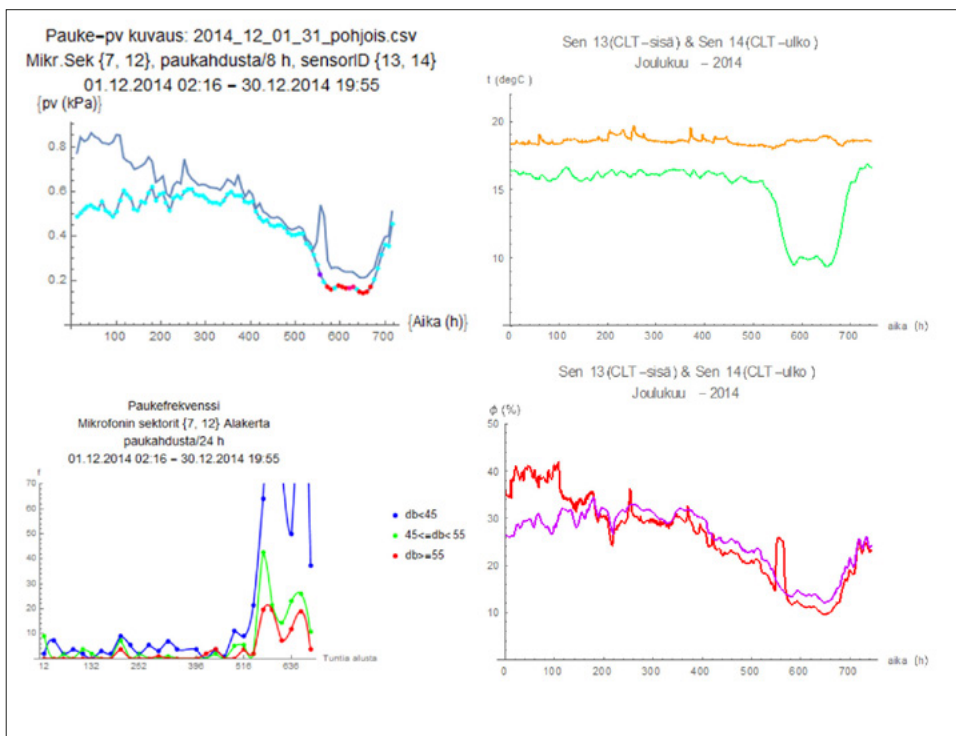 Pauke–pv kuvaus: 2014_12_01_31_pohjois.csv
Mikr.Sek {7, 12}, paukahdusta/8 h, sensorID {13, 14}
01.12.2014 02:16 – 30.12.2014 19:55
{pv (kPa)}
0.8
0.6
0.4
0.2
100 200 300 400 500 600 700
{Aika (h)}
Sen 13(CLT–sisä) & Sen 14(CLT–ulko)
Joulukuu – 2014
t (degC)
20
15
10
0 100 200 300 400 500 600 700
aika (h)
Paukefrekvenssi
Mikrofonin sektorit {7, 12} Alakerta
paukahdusta/24 h
01.12.2014 02:16 – 30.12.2014 19:55
f
70
60
50
40
30
20
10
12 132 252 396 510 630
Tuntia alusta
db<45
45<=db<55
db>=55
Sen 13(CLT–sisä) & Sen 14(CLT–ulko)
Joulukuu – 2014
ϕ (%)
50
40
30
20
10
0 100 200 300 400 500 600 700
aika (h)